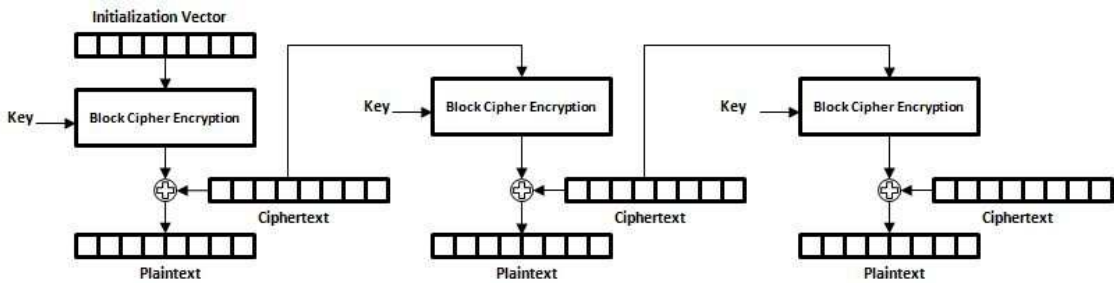 Initialization Vector
Key
Block Cipher Encryption
Key
Block Cipher Encryption
Key
Block Cipher Encryption
Ciphertext
Ciphertext
Ciphertext
Plaintext
Plaintext
Plaintext